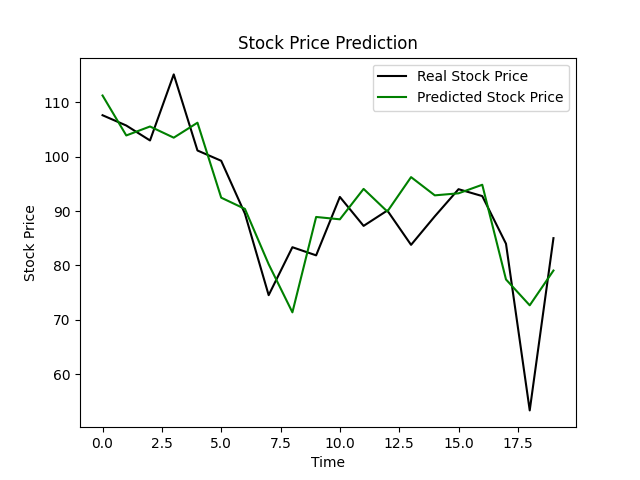 Stock Price Prediction
Real Stock Price
Predicted Stock Price
Stock Price
110
100
90
80
70
60
0.0 2.5 5.0 7.5 10.0 12.5 15.0 17.5
Time